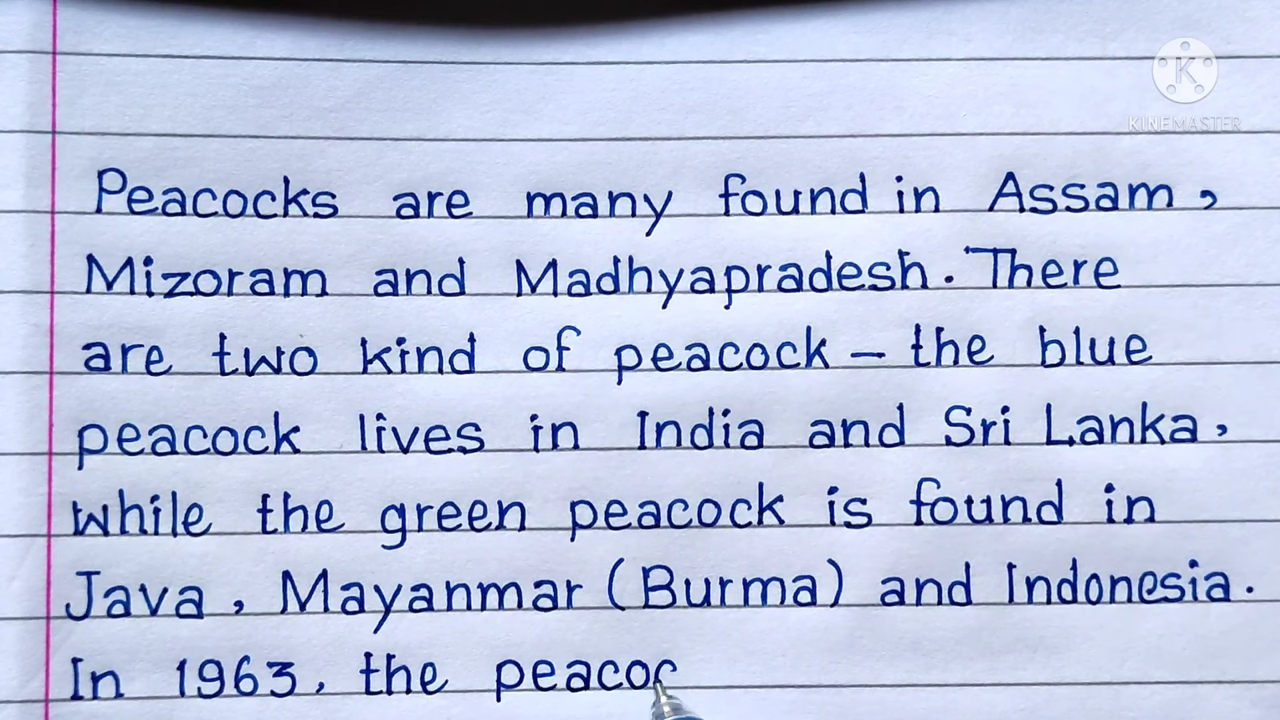 KINEMASTER
Peacocks are many found in Assam,
Mizoram and Madhyapradesh. There
are two kind of peacock – the blue
peacock lives in India and Sri Lanka,
while the green peacock is found in
Java, Mayanmar (Burma) and Indonesia.
In 1963, the peacoc